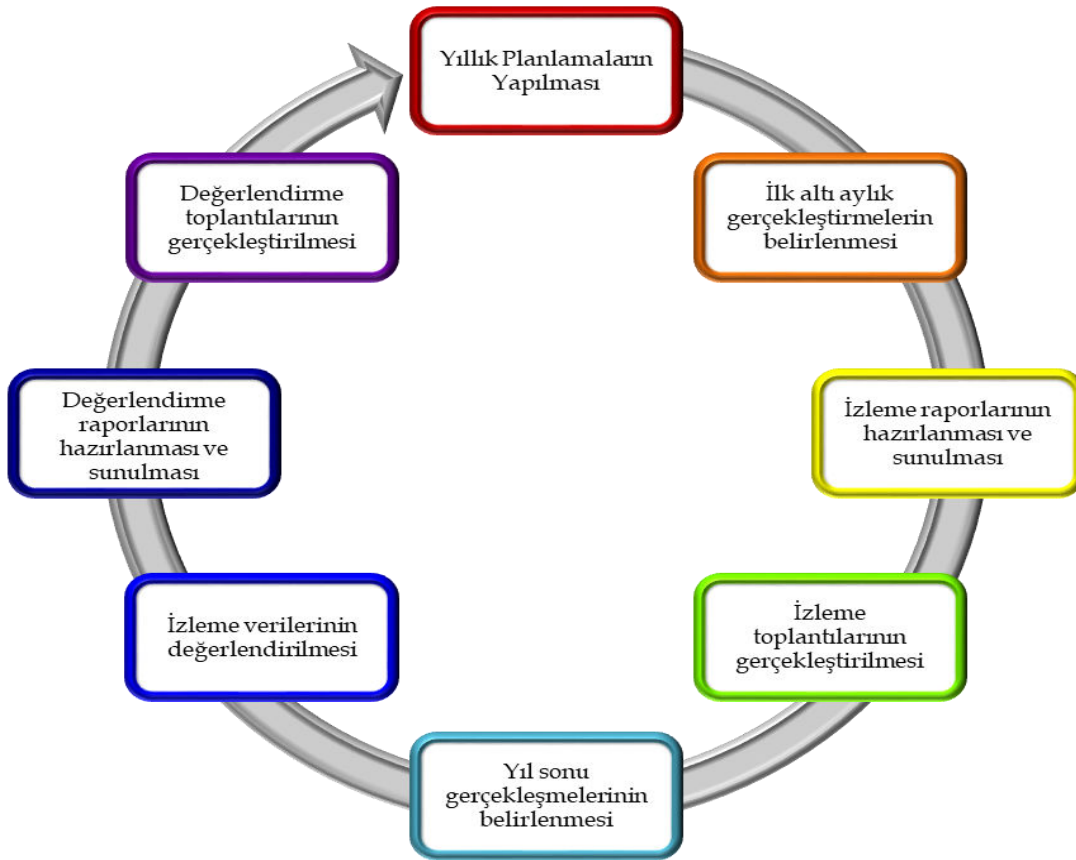 Yıllık Planlamaların
Yapılması
İlk altı aylık
gerçekleştirmelerin
belirlenmesi
İzleme raporlarının
hazırlanması ve
sunulması
İzleme
toplantılarının
gerçekleştirilmesi
Yıl sonu
gerçekleşmelerinin
belirlenmesi
İzleme verilerinin
değerlendirilmesi
Değerlendirme
raporlarının
hazırlanması ve
sunulması
Değerlendirme
toplantılarının
gerçekleştirilmesi